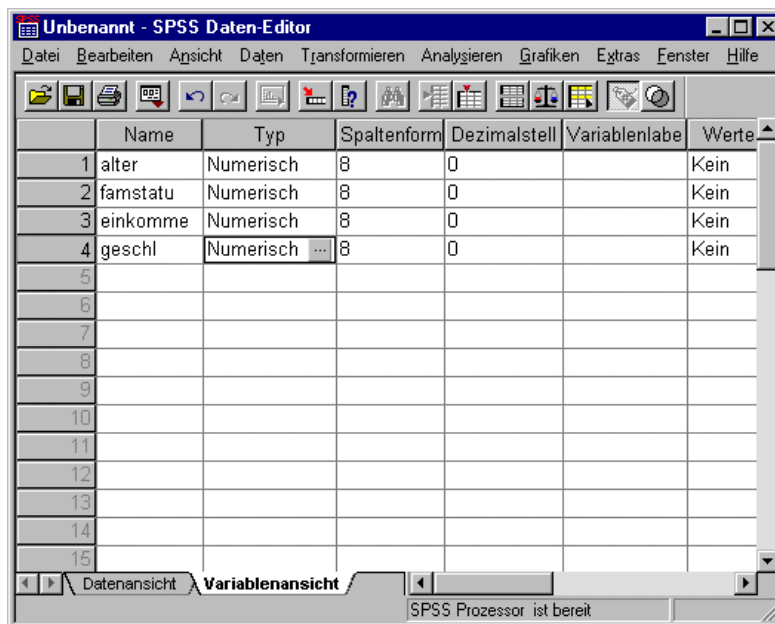 Unbenannt - SPSS Daten-Editor
Datei Bearbeiten Ansicht Daten Transformieren Analysieren Grafiken Extras Fenster Hilfe
Name Typ Spaltenform Dezimalstell Variablenlabe Werte
1 alter Numerisch 8 0 Kein
2 famstatu Numerisch 8 0 Kein
3 einkomme Numerisch 8 0 Kein
4 geschl Numerisch ... 8 0 Kein
5
6
7
8
9
10
11
12
13
14
15
Datenansicht Variablenansicht
SPSS Prozessor ist bereit